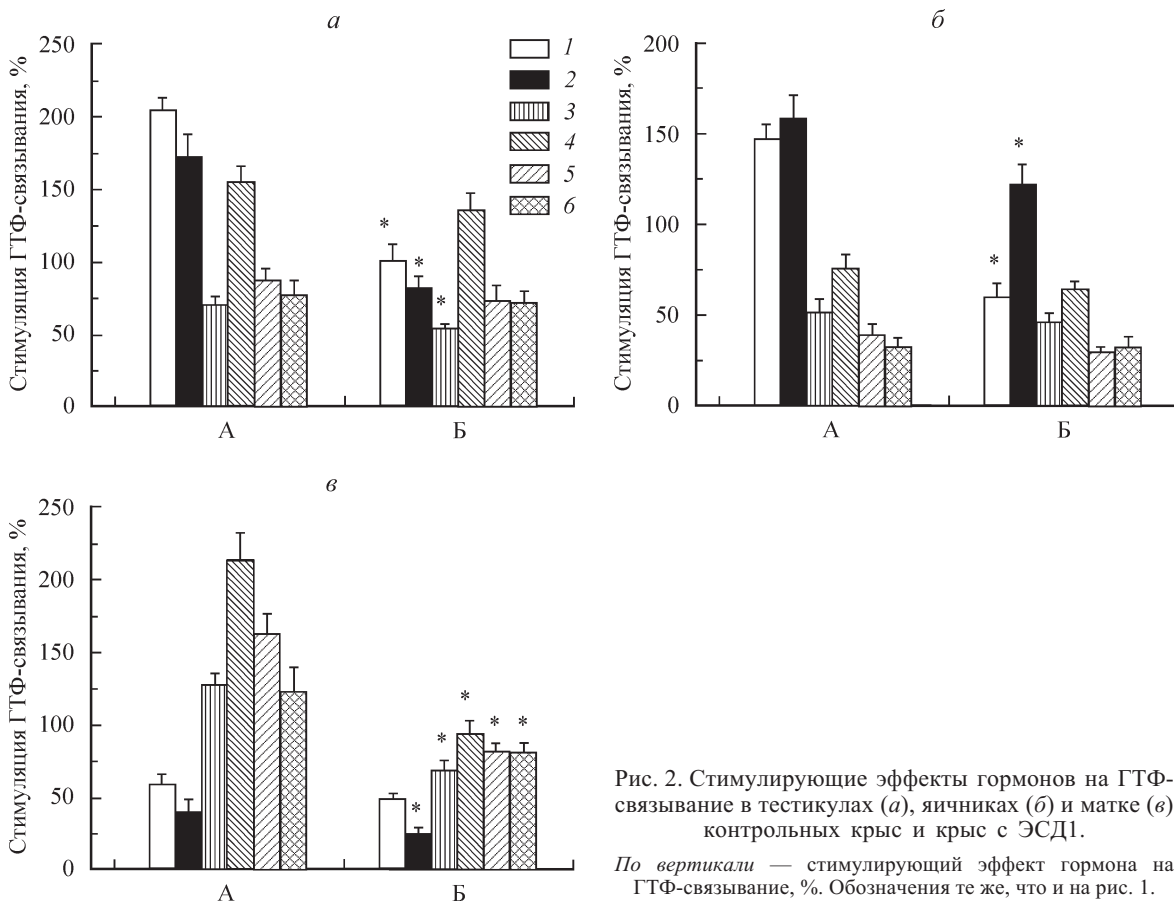 а
Стимуляция ГТФ-связывания, %
250
200
150
100
50
0
1
2
3
4
5
6
* * *
А Б
б
Стимуляция ГТФ-связывания, %
200
150
100
50
0
* *
А Б
в
Стимуляция ГТФ-связывания, %
250
200
150
100
50
0
* * * * *
А Б
Рис. 2. Стимулирующие эффекты гормонов на ГТФ-
связывание в тестикулах (а), яичниках (б) и матке (в)
контрольных крыс и крыс с ЭСД1.
По вертикали — стимулирующий эффект гормона на
ГТФ-связывание, %. Обозначения те же, что и на рис. 1.